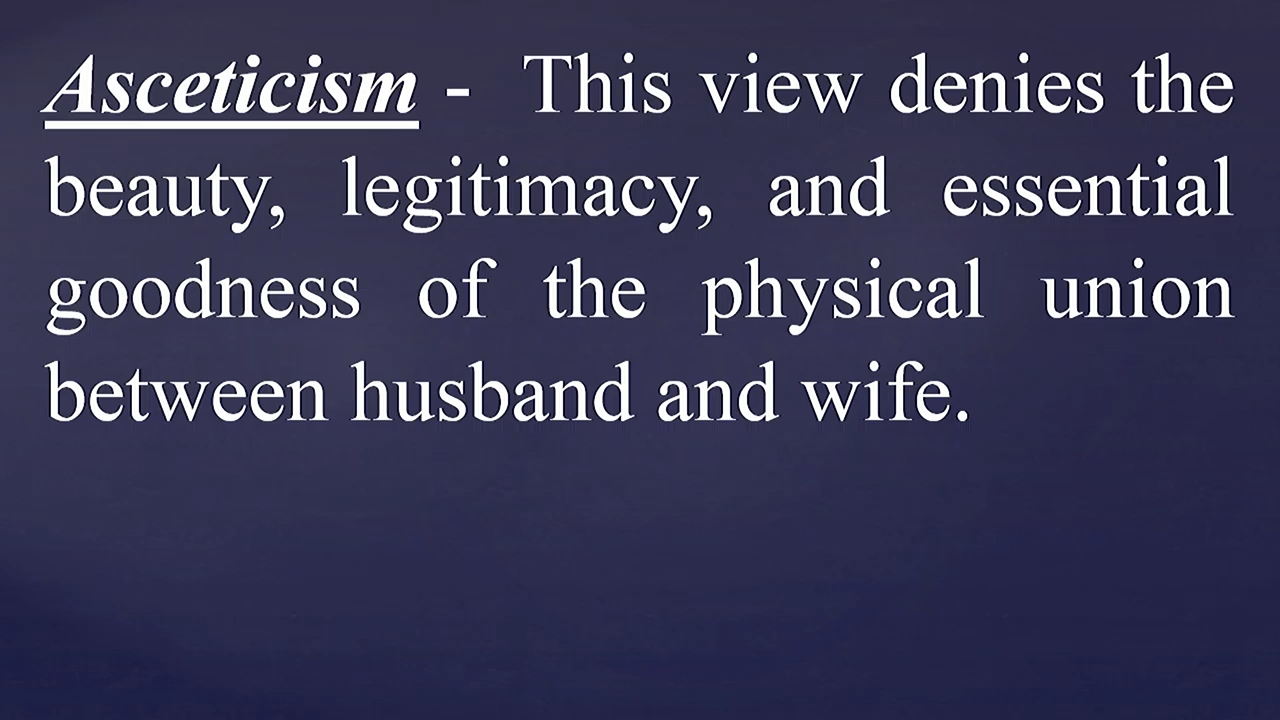 Asceticism - This view denies the
beauty, legitimacy, and essential
goodness of the physical union
between husband and wife.